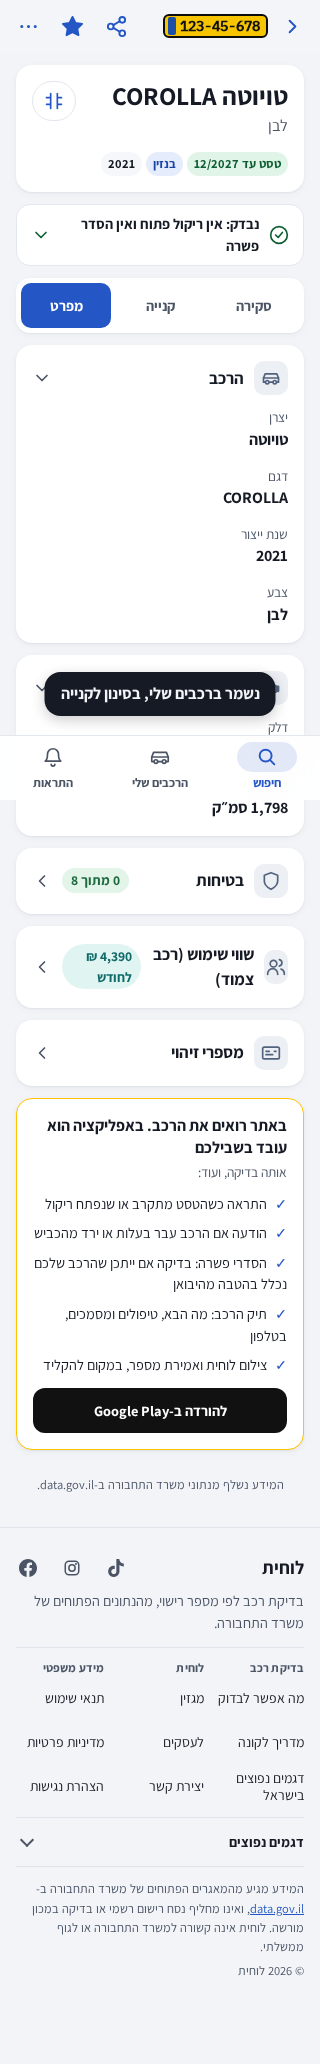 123-45-678
טויוטה COROLLA
לבן
טסט עד 12/2027
בנזין
2021
נבדק: אין ריקול פתוח ואין הסדר
פשרה
סקירה
קנייה
מפרט
הרכב
יצרן
טויוטה
דגם
COROLLA
שנת ייצור
2021
צבע
לבן
נשמר ברכבים שלי, בסינון לקנייה
דלק
חיפוש
הרכבים שלי
התראות
1,798 סמ״ק
בטיחות
0 מתוך 8
שווי שימוש (רכב
צמוד)
4,390 ₪
לחודש
מספרי זיהוי
באתר רואים את הרכב. באפליקציה הוא
עובד בשבילכם
אותה בדיקה, ועוד:
✓ התראה כשהטסט מתקרב או שנפתח ריקול
✓ הודעה אם הרכב עבר בעלות או ירד מהכביש
✓ הסדרי פשרה: בדיקה אם ייתכן שהרכב שלכם
נכלל בהטבה מהיבואן
✓ תיק הרכב: מה הבא, טיפולים ומסמכים,
בטלפון
✓ צילום לוחית ואמירת מספר, במקום להקליד
להורדה ב-Google Play
המידע נשלף מנתוני משרד התחבורה ב-data.gov.il.
לוחית
בדיקת רכב לפי מספר רישוי, מהנתונים הפתוחים של
משרד התחבורה.
בדיקת רכב
לוחית
מידע משפטי
מה אפשר לבדוק
מגזין
תנאי שימוש
מדריך לקונה
לעסקים
מדיניות פרטיות
דגמים נפוצים
בישראל
יצירת קשר
הצהרת נגישות
דגמים נפוצים
המידע מגיע מהמאגרים הפתוחים של משרד התחבורה ב-
data.gov.il, ואינו מחליף נסח רישום רשמי או בדיקה במכון
מורשה. לוחית אינה קשורה למשרד התחבורה או לגוף
ממשלתי.
© 2026 לוחית